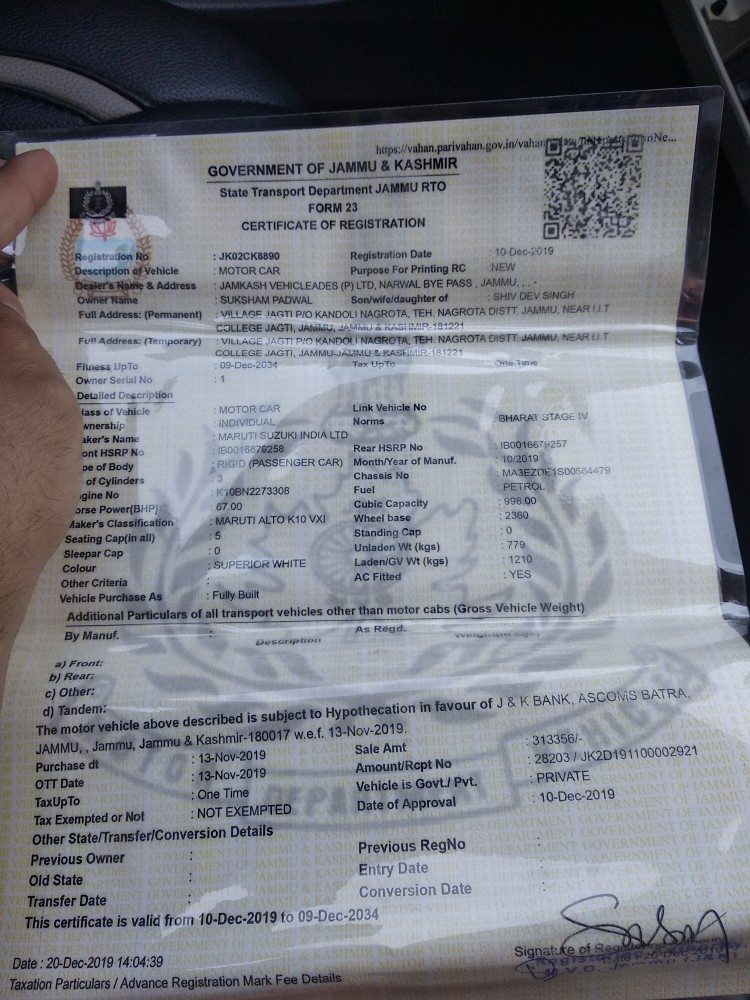 https://vahan.parivahan.gov.in/vahan
GOVERNMENT OF JAMMU & KASHMIR
State Transport Department JAMMU RTO
FORM 23
CERTIFICATE OF REGISTRATION
Registration No : JK02CK8890 Registration Date : 10-Dec-2019
Description of Vehicle : MOTOR CAR Purpose For Printing RC : NEW
Dealer's Name & Address : JAMKASH VEHICLEADES (P) LTD, NARWAL BYE PASS , JAMMU, , , -
Owner Name : SUKSHAM PADWAL Son/wife/daughter of : SHIV DEV SINGH
Full Address: (Permanent) : VILLAGE JAGTI P/O KANDOLI NAGROTA, TEH. NAGROTA DISTT. JAMMU, NEAR I.I.T
COLLEGE JAGTI, JAMMU, JAMMU & KASHMIR-181221
Full Address: (Temporary) : VILLAGE JAGTI P/O KANDOLI NAGROTA, TEH. NAGROTA DISTT. JAMMU, NEAR I.I.T
COLLEGE JAGTI, JAMMU-JAMMU & KASHMIR-181221
Fitness UpTo : 09-Dec-2034 Tax UpTo : One Time
Owner Serial No : 1
Detailed Description
lass of Vehicle : MOTOR CAR Link Vehicle No
wnership : INDIVIDUAL Norms : BHARAT STAGE IV
aker's Name : MARUTI SUZUKI INDIA LTD
ont HSRP No : IB0016679258 Rear HSRP No : IB0016679257
pe of Body : RIGID (PASSENGER CAR) Month/Year of Manuf. : 10/2019
of Cylinders : 3 Chassis No : MA3EZDE1S00564479
ngine No : K10BN2273308 Fuel : PETROL
orse Power(BHP) : 67.00 Cubic Capacity : 998.00
Maker's Classification : MARUTI ALTO K10 VXI Wheel base : 2360
Seating Cap(in all) : 5 Standing Cap : 0
Sleepar Cap : 0 Unladen Wt (kgs) : 779
Colour : SUPERIOR WHITE Laden/GV Wt (kgs) : 1210
Other Criteria : AC Fitted : YES
Vehicle Purchase As : Fully Built
Additional Particulars of all transport vehicles other than motor cabs (Gross Vehicle Weight)
By Manuf. : As Regd.
Description
a) Front:
b) Rear:
c) Other:
d) Tandem:
The motor vehicle above described is subject to Hypothecation in favour of J & K BANK, ASCOMS BATRA,
JAMMU, , Jammu, Jammu & Kashmir-180017 w.e.f. 13-Nov-2019.
Purchase dt : 13-Nov-2019 Sale Amt : 313356/-
OTT Date : 13-Nov-2019 Amount/Rcpt No : 28203 / JK2D191100002921
TaxUpTo : One Time Vehicle is Govt./ Pvt. : PRIVATE
Tax Exempted or Not : NOT EXEMPTED Date of Approval : 10-Dec-2019
Other State/Transfer/Conversion Details
Previous Owner : Previous RegNo :
Old State : Entry Date :
Transfer Date : Conversion Date :
This certificate is valid from 10-Dec-2019 to 09-Dec-2034
Signature of
Date : 20-Dec-2019 14:04:39
Taxation Particulars / Advance Registration Mark Fee Details